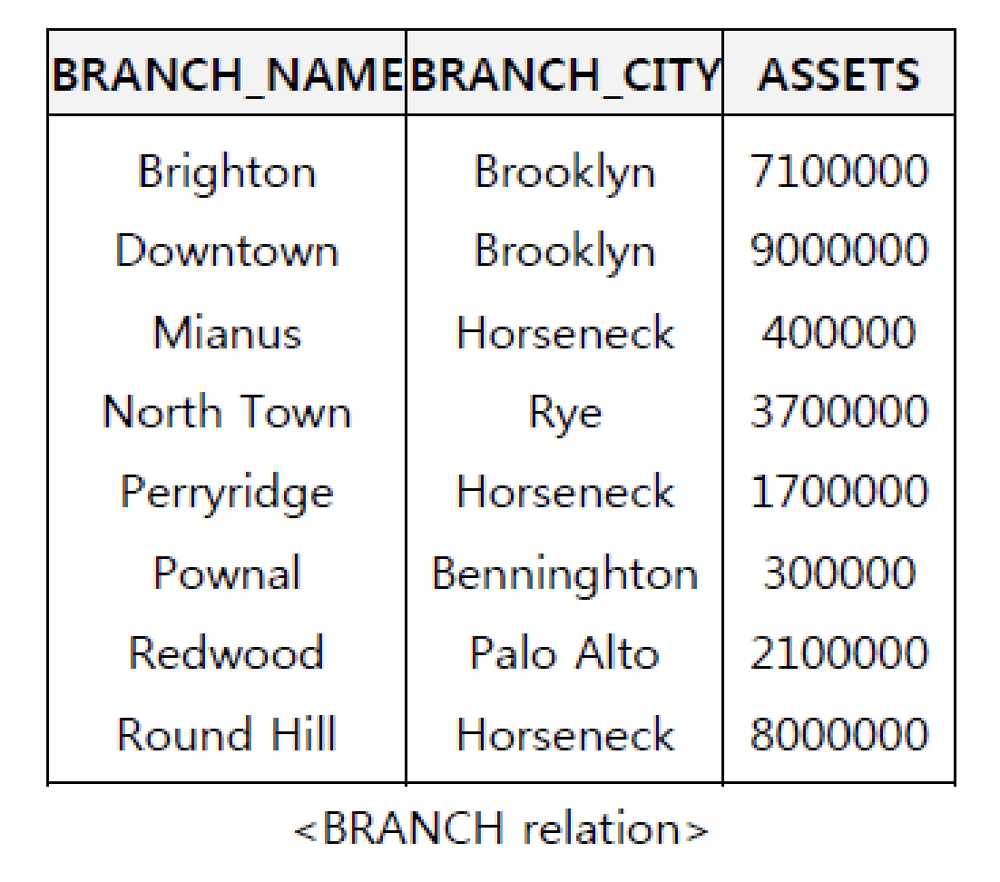 BRANCH_NAME BRANCH_CITY ASSETS
Brighton Brooklyn 7100000
Downtown Brooklyn 9000000
Mianus Horseneck 400000
North Town Rye 3700000
Perryridge Horseneck 1700000
Pownal Benninghton 300000
Redwood Palo Alto 2100000
Round Hill Horseneck 8000000
<BRANCH relation>